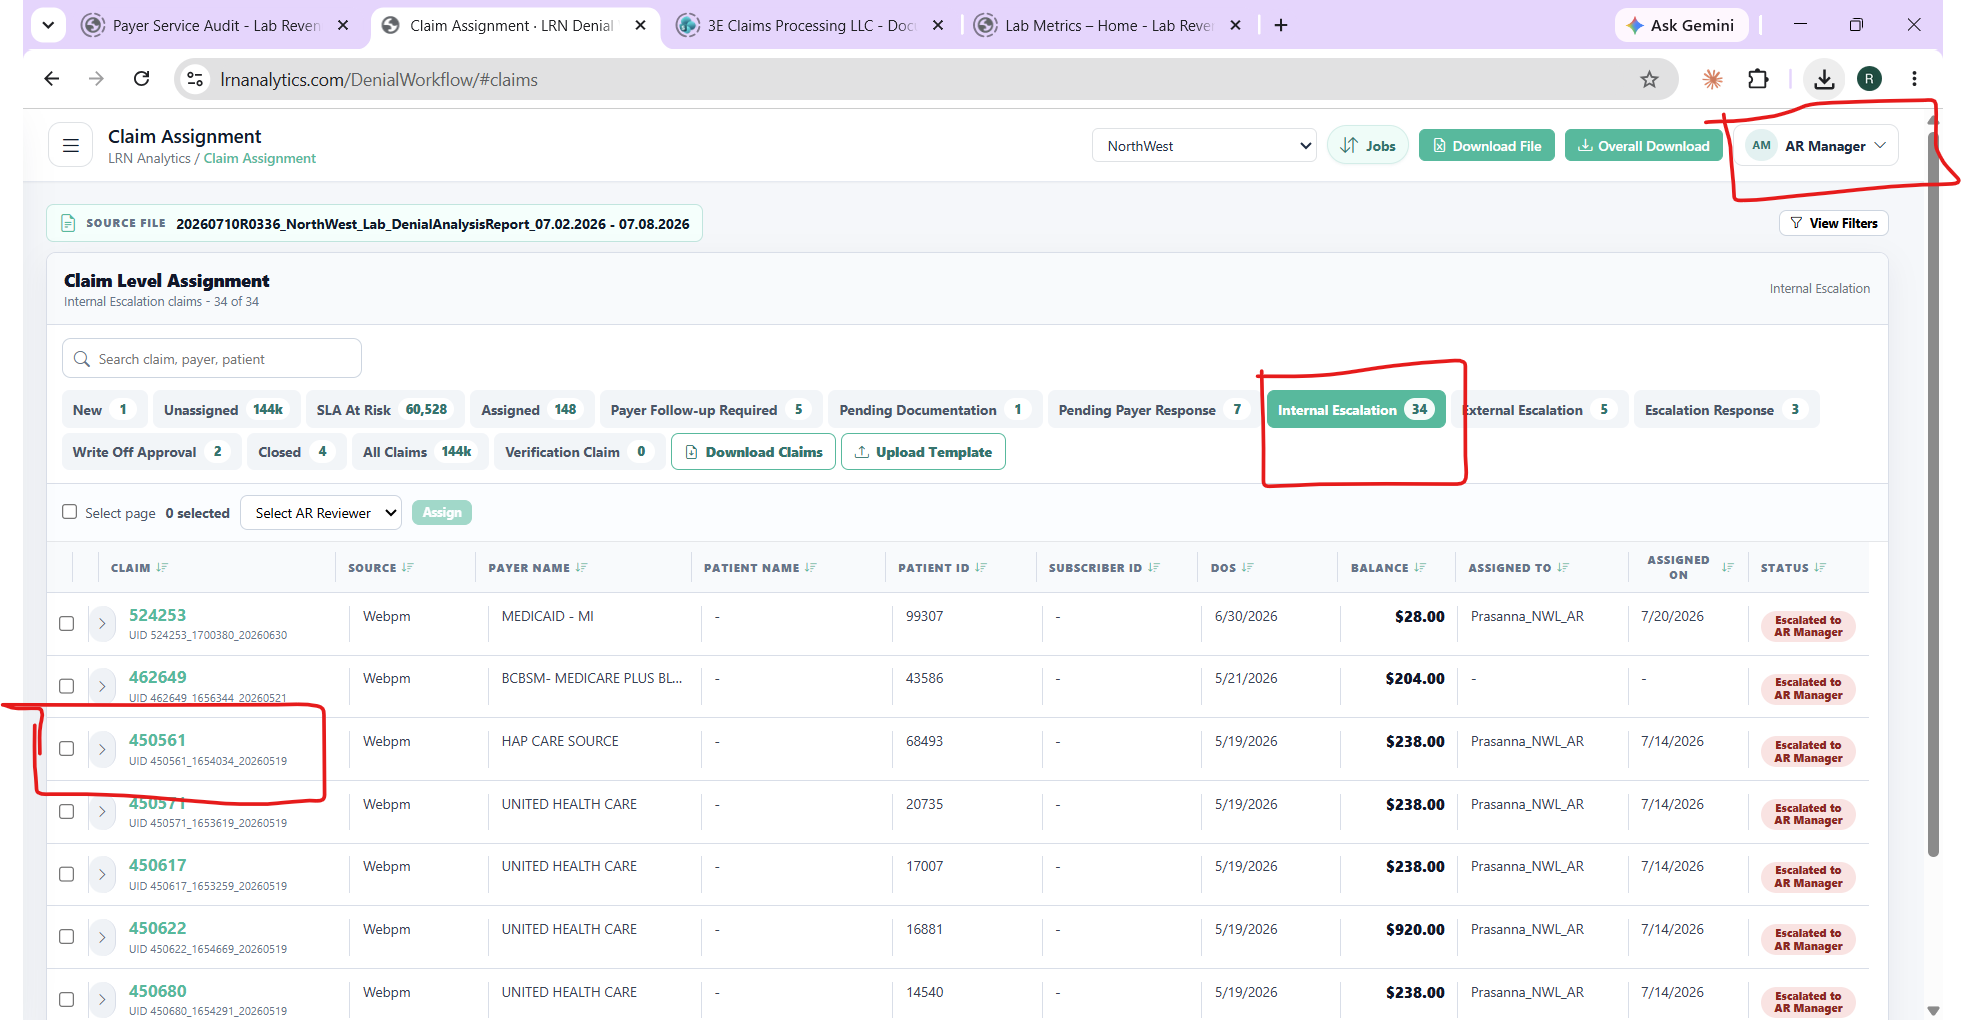 Payer Service Audit - Lab Reven
Claim Assignment · LRN Denial
3E Claims Processing LLC - Doc
Lab Metrics – Home - Lab Reve
Ask Gemini
lrnanalytics.com/DenialWorkflow/#claims
R
Claim Assignment
LRN Analytics / Claim Assignment
NorthWest
Jobs
Download File
Overall Download
AM AR Manager
SOURCE FILE 20260710R0336_NorthWest_Lab_DenialAnalysisReport_07.02.2026 - 07.08.2026
View Filters
Claim Level Assignment
Internal Escalation claims - 34 of 34
Internal Escalation
Search claim, payer, patient
New 1 Unassigned 144k SLA At Risk 60,528 Assigned 148 Payer Follow-up Required 5 Pending Documentation 1 Pending Payer Response 7 Internal Escalation 34 External Escalation 5 Escalation Response 3
Write Off Approval 2 Closed 4 All Claims 144k Verification Claim 0 Download Claims Upload Template
Select page 0 selected Select AR Reviewer Assign
CLAIM SOURCE PAYER NAME PATIENT NAME PATIENT ID SUBSCRIBER ID DOS BALANCE ASSIGNED TO ASSIGNED ON STATUS
524253 Webpm MEDICAID - MI - 99307 - 6/30/2026 $28.00 Prasanna_NWL_AR 7/20/2026 Escalated to AR Manager
UID 524253_1700380_20260630
462649 Webpm BCBSM- MEDICARE PLUS BL... - 43586 - 5/21/2026 $204.00 - - Escalated to AR Manager
UID 462649_1656344_20260521
450561 Webpm HAP CARE SOURCE - 68493 - 5/19/2026 $238.00 Prasanna_NWL_AR 7/14/2026 Escalated to AR Manager
UID 450561_1654034_20260519
450571 Webpm UNITED HEALTH CARE - 20735 - 5/19/2026 $238.00 Prasanna_NWL_AR 7/14/2026 Escalated to AR Manager
UID 450571_1653619_20260519
450617 Webpm UNITED HEALTH CARE - 17007 - 5/19/2026 $238.00 Prasanna_NWL_AR 7/14/2026 Escalated to AR Manager
UID 450617_1653259_20260519
450622 Webpm UNITED HEALTH CARE - 16881 - 5/19/2026 $920.00 Prasanna_NWL_AR 7/14/2026 Escalated to AR Manager
UID 450622_1654669_20260519
450680 Webpm UNITED HEALTH CARE - 14540 - 5/19/2026 $238.00 Prasanna_NWL_AR 7/14/2026 Escalated to AR Manager
UID 450680_1654291_20260519